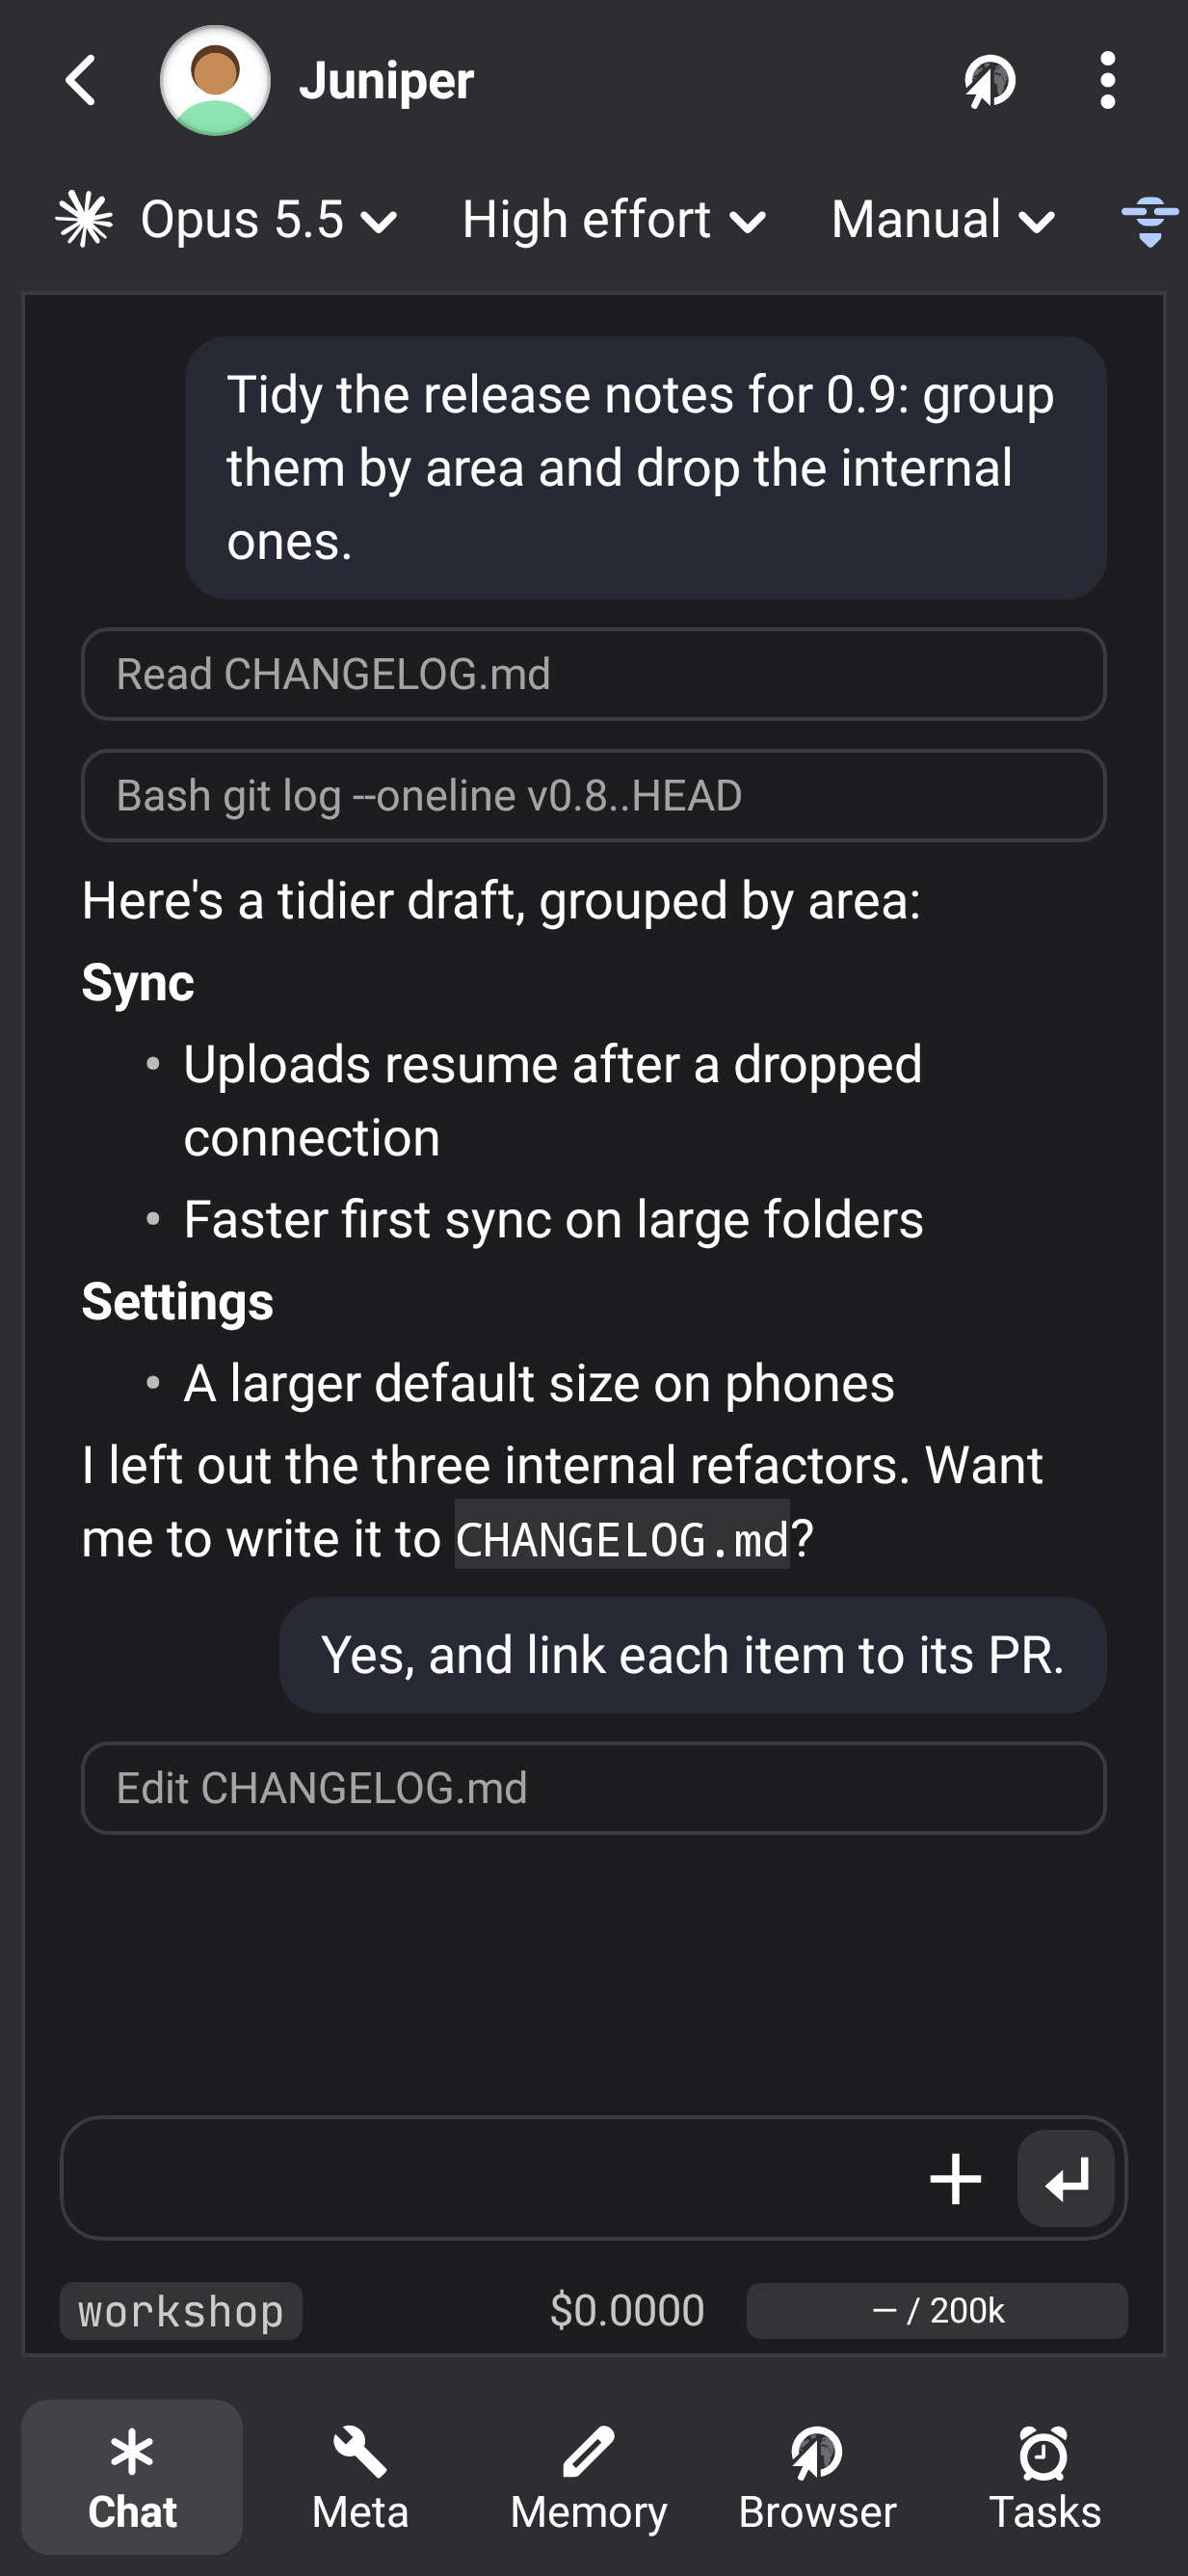 Juniper
Opus 5.5
High effort
Manual
Tidy the release notes for 0.9: group
them by area and drop the internal
ones.
Read CHANGELOG.md
Bash git log --oneline v0.8..HEAD
Here's a tidier draft, grouped by area:
Sync
• Uploads resume after a dropped
connection
• Faster first sync on large folders
Settings
• A larger default size on phones
I left out the three internal refactors. Want
me to write it to CHANGELOG.md?
Yes, and link each item to its PR.
Edit CHANGELOG.md
workshop
$0.0000
— / 200k
Chat
Meta
Memory
Browser
Tasks